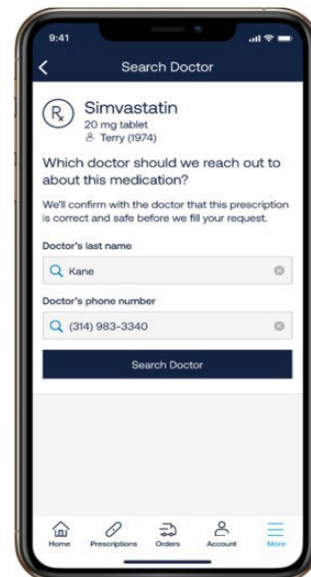 9:41
Search Doctor
Rx
Simvastatin
20 mg tablet
Terry (1974)
Which doctor should we reach out to
about this medication?
We'll confirm with the doctor that this prescription
is correct and safe before we fill your request.
Doctor's last name
Kane
Doctor's phone number
(314) 983-3340
Search Doctor
Home Prescriptions Orders Account More